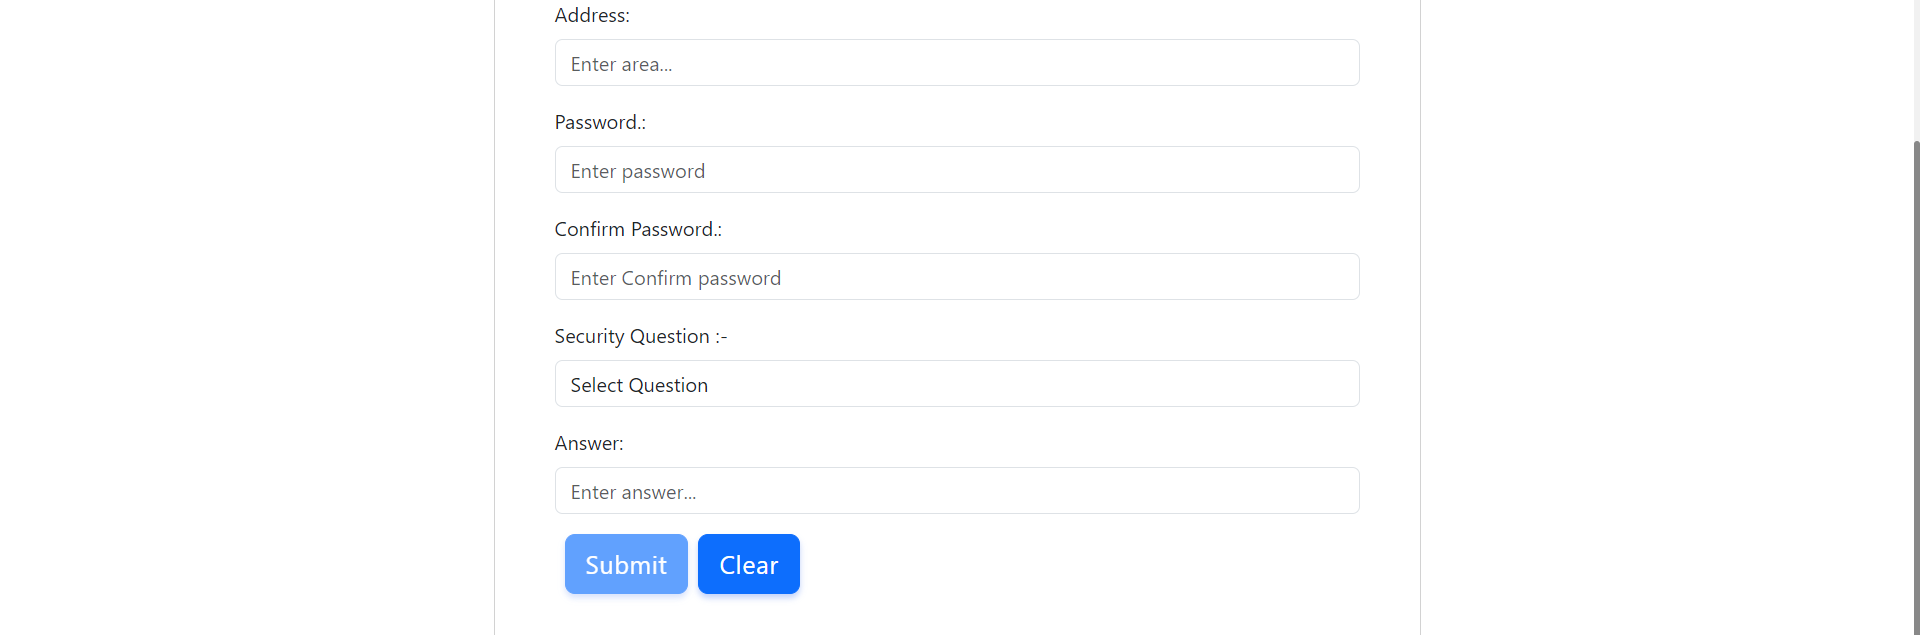 Address:
Enter area...
Password.:
Enter password
Confirm Password.:
Enter Confirm password
Security Question :-
Select Question
Answer:
Enter answer...
Submit Clear